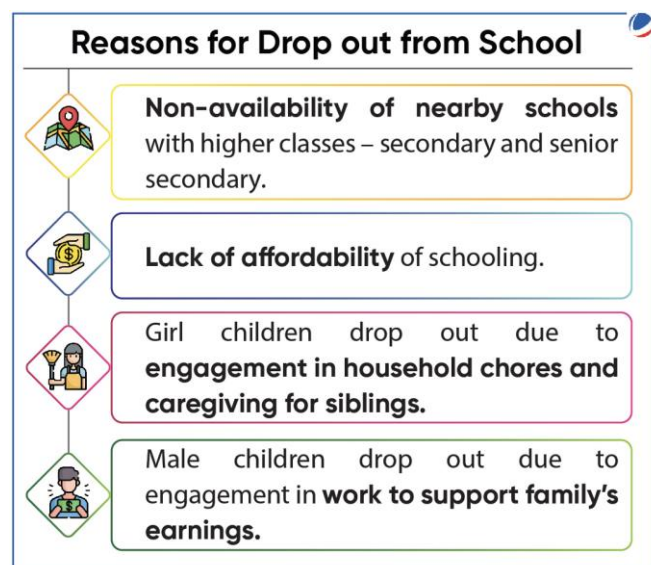 Reasons for Drop out from School
Non-availability of nearby schools
with higher classes – secondary and senior
secondary.
Lack of affordability of schooling.
Girl children drop out due to
engagement in household chores and
caregiving for siblings.
Male children drop out due to
engagement in work to support family's
earnings.